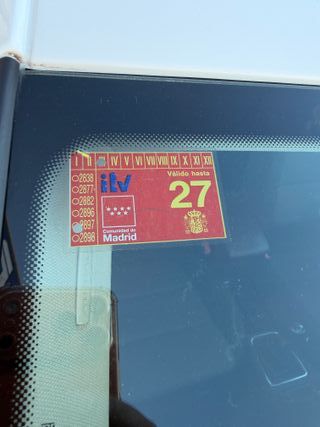 I II III IV V VI VII VIII IX X XI XII
2838
2877
2882
2896
2897
2898
itv
Comunidad de
Madrid
Válido hasta
27